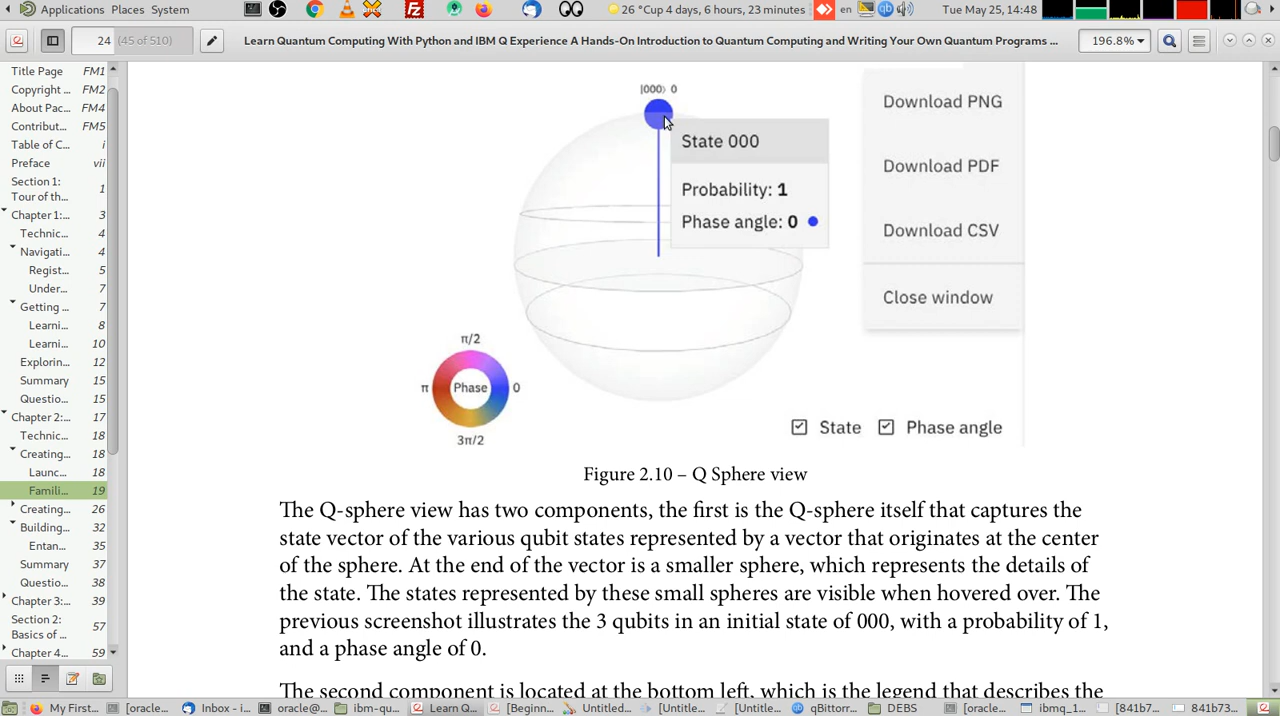 Applications Places System
26 °C up 4 days, 6 hours, 23 minutes
en
Tue May 25, 14:48
24 (45 of 510)
Learn Quantum Computing With Python and IBM Q Experience A Hands-On Introduction to Quantum Computing and Writing Your Own Quantum Programs ...
196.8%
Title Page FM1
Copyright ... FM2
About Pac... FM4
Contribut... FM5
Table of C... i
Preface vii
Section 1:
Tour of th... 1
Chapter 1:... 3
Technic... 4
Navigati... 4
Regist... 5
Under... 7
Getting ... 7
Learni... 8
Learni... 10
Explorin... 12
Summary 15
Questio... 15
Chapter 2:... 17
Technic... 18
Creating... 18
Launc... 18
Famili... 19
Creating... 26
Building... 32
Entan... 35
Summary 37
Questio... 38
Chapter 3:... 39
Section 2:
Basics of ... 57
Chapter 4... 59
|000⟩ 0
State 000
Probability: 1
Phase angle: 0
Download PNG
Download PDF
Download CSV
Close window
π/2
π Phase 0
3π/2
State Phase angle
Figure 2.10 – Q Sphere view
The Q-sphere view has two components, the first is the Q-sphere itself that captures the
state vector of the various qubit states represented by a vector that originates at the center
of the sphere. At the end of the vector is a smaller sphere, which represents the details of
the state. The states represented by these small spheres are visible when hovered over. The
previous screenshot illustrates the 3 qubits in an initial state of 000, with a probability of 1,
and a phase angle of 0.
The second component is located at the bottom left, which is the legend that describes the
My First... [oracle... Inbox - i... oracle@... ibm-qu... Learn Q... [Beginn... Untitled... [Untitle... [Untitle... qBittorr... DEBS [oracle... ibmq_1... [841b7... 841b73...